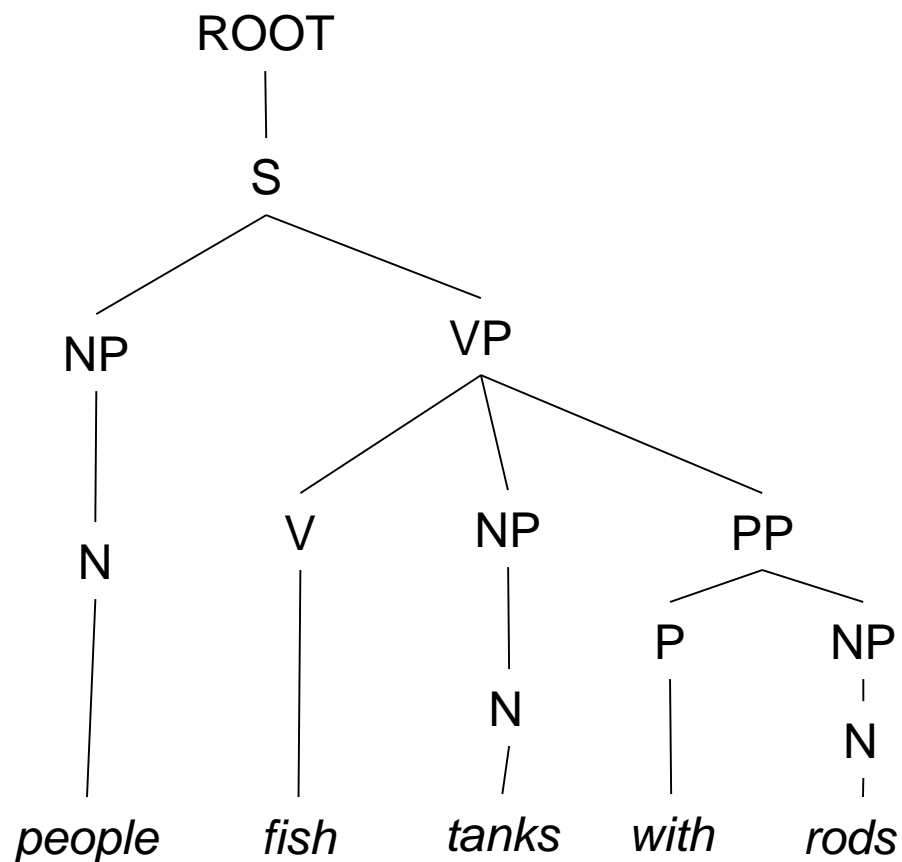 ROOT
S
NP VP
N V NP PP
P NP
N N
people fish tanks with rods